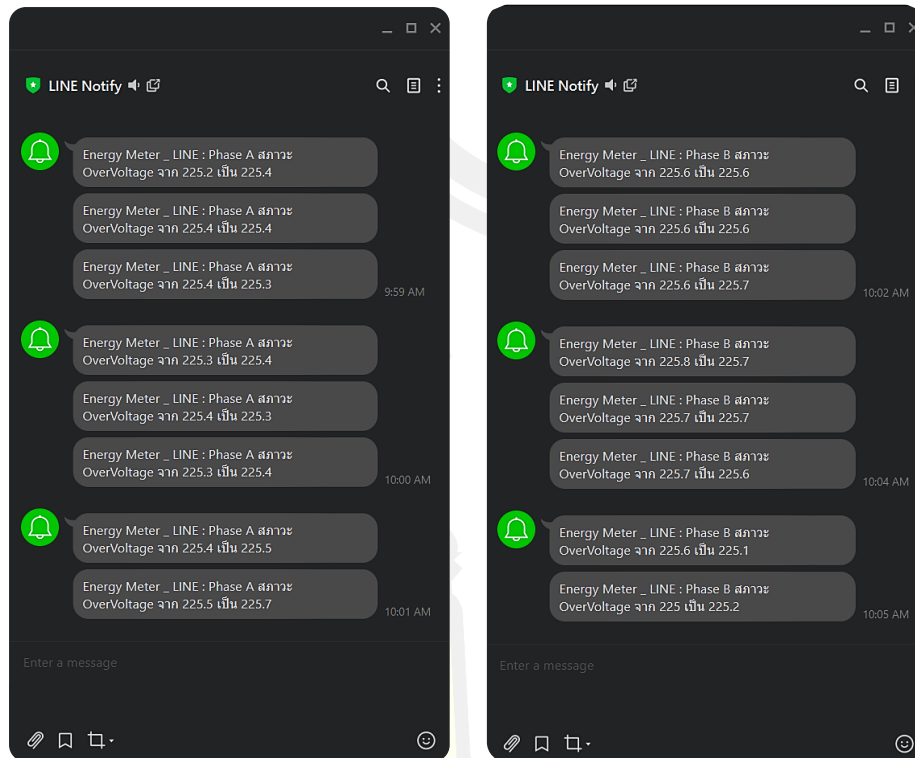 LINE Notify
Energy Meter _ LINE : Phase A สภาวะ
OverVoltage จาก 225.2 เป็น 225.4
Energy Meter _ LINE : Phase A สภาวะ
OverVoltage จาก 225.4 เป็น 225.4
Energy Meter _ LINE : Phase A สภาวะ
OverVoltage จาก 225.4 เป็น 225.3
9:59 AM
Energy Meter _ LINE : Phase A สภาวะ
OverVoltage จาก 225.3 เป็น 225.4
Energy Meter _ LINE : Phase A สภาวะ
OverVoltage จาก 225.4 เป็น 225.3
Energy Meter _ LINE : Phase A สภาวะ
OverVoltage จาก 225.3 เป็น 225.4
10:00 AM
Energy Meter _ LINE : Phase A สภาวะ
OverVoltage จาก 225.4 เป็น 225.5
Energy Meter _ LINE : Phase A สภาวะ
OverVoltage จาก 225.5 เป็น 225.7
10:01 AM
Enter a message
LINE Notify
Energy Meter _ LINE : Phase B สภาวะ
OverVoltage จาก 225.6 เป็น 225.6
Energy Meter _ LINE : Phase B สภาวะ
OverVoltage จาก 225.6 เป็น 225.6
Energy Meter _ LINE : Phase B สภาวะ
OverVoltage จาก 225.6 เป็น 225.7
10:02 AM
Energy Meter _ LINE : Phase B สภาวะ
OverVoltage จาก 225.8 เป็น 225.7
Energy Meter _ LINE : Phase B สภาวะ
OverVoltage จาก 225.7 เป็น 225.7
Energy Meter _ LINE : Phase B สภาวะ
OverVoltage จาก 225.7 เป็น 225.6
10:04 AM
Energy Meter _ LINE : Phase B สภาวะ
OverVoltage จาก 225.6 เป็น 225.1
Energy Meter _ LINE : Phase B สภาวะ
OverVoltage จาก 225 เป็น 225.2
10:05 AM
Enter a message